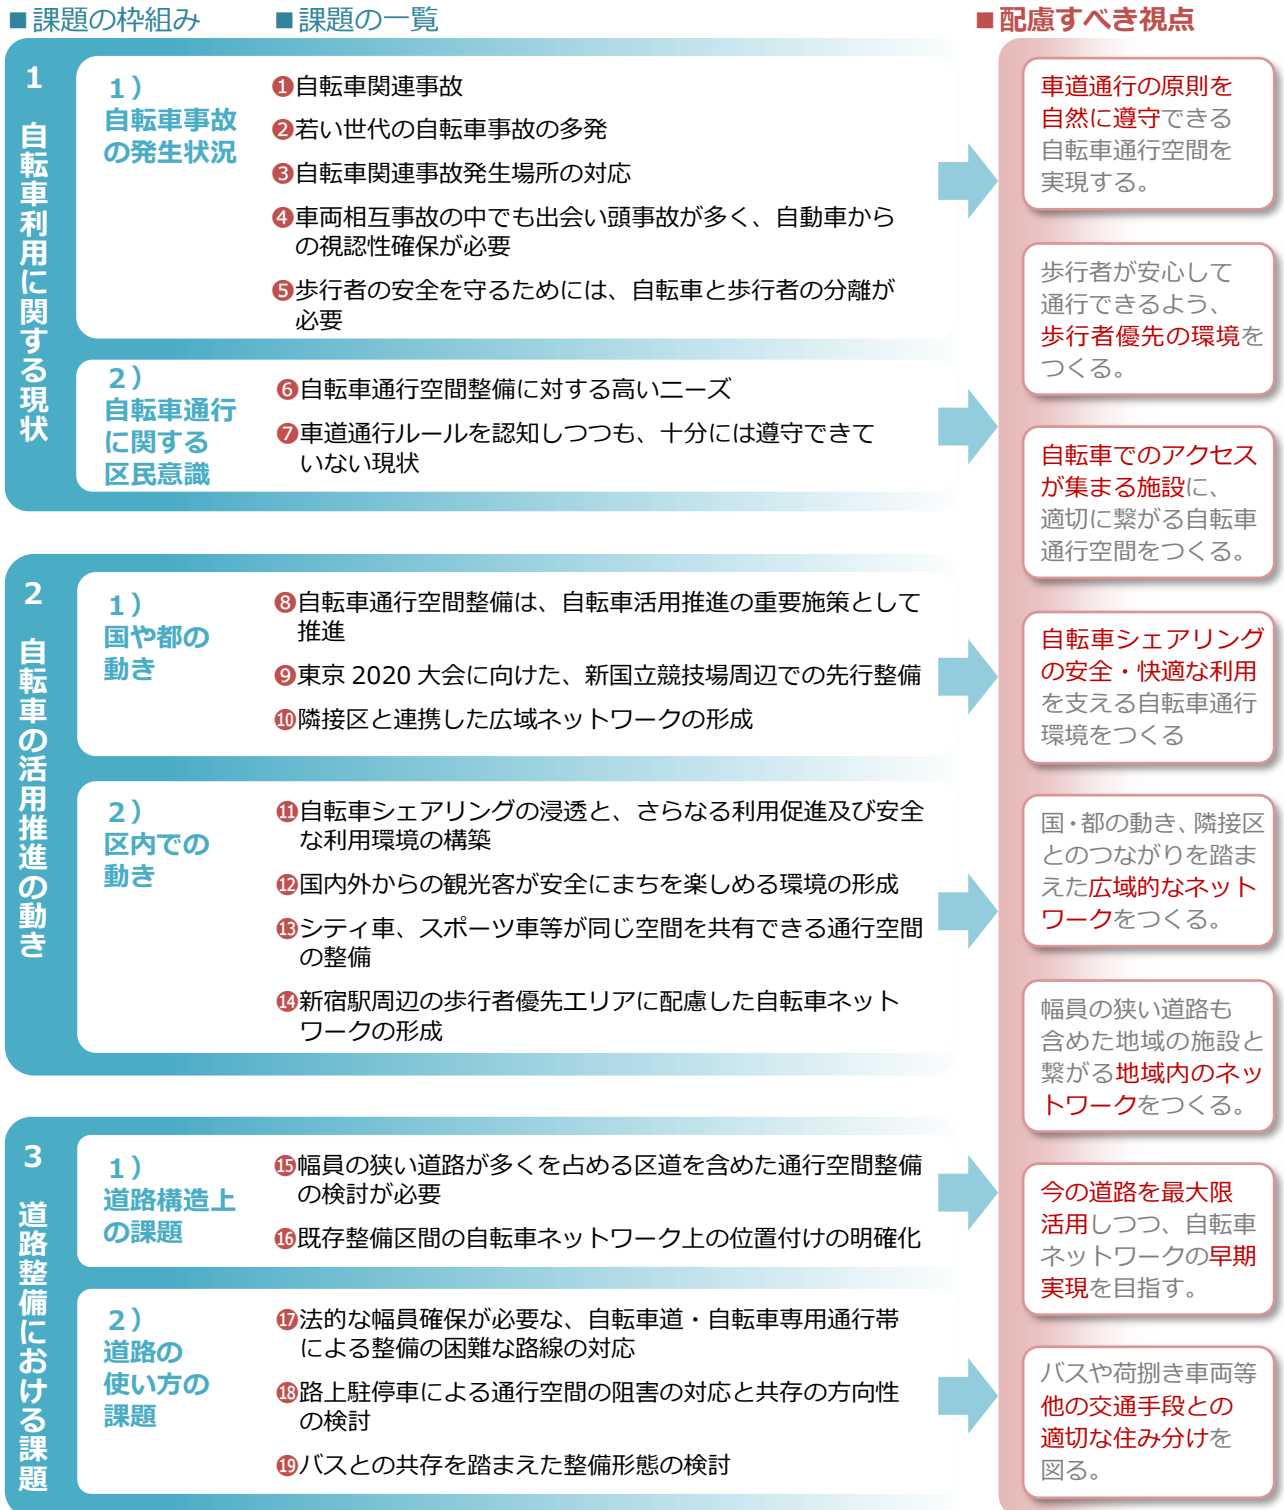 ■課題の枠組み
■課題の一覧
■配慮すべき視点
1 自転車利用に関する現状
1）
自転車事故
の発生状況
❶自転車関連事故
❷若い世代の自転車事故の多発
❸自転車関連事故発生場所の対応
❹車両相互事故の中でも出会い頭事故が多く、自動車から
の視認性確保が必要
❺歩行者の安全を守るためには、自転車と歩行者の分離が
必要
2）
自転車通行
に関する
区民意識
❻自転車通行空間整備に対する高いニーズ
❼車道通行ルールを認知しつつも、十分には遵守できて
いない現状
2 自転車の活用推進の動き
1）
国や都の
動き
❽自転車通行空間整備は、自転車活用推進の重要施策として
推進
❾東京 2020 大会に向けた、新国立競技場周辺での先行整備
❿隣接区と連携した広域ネットワークの形成
2）
区内での
動き
⓫自転車シェアリングの浸透と、さらなる利用促進及び安全
な利用環境の構築
⓬国内外からの観光客が安全にまちを楽しめる環境の形成
⓭シティ車、スポーツ車等が同じ空間を共有できる通行空間
の整備
⓮新宿駅周辺の歩行者優先エリアに配慮した自転車ネット
ワークの形成
3 道路整備における課題
1）
道路構造上
の課題
⓯幅員の狭い道路が多くを占める区道を含めた通行空間整備
の検討が必要
⓰既存整備区間の自転車ネットワーク上の位置付けの明確化
2）
道路の
使い方の
課題
⓱法的な幅員確保が必要な、自転車道・自転車専用通行帯
による整備の困難な路線の対応
⓲路上駐停車による通行空間の阻害の対応と共存の方向性
の検討
⓳バスとの共存を踏まえた整備形態の検討
車道通行の原則を
自然に遵守できる
自転車通行空間を
実現する。
歩行者が安心して
通行できるよう、
歩行者優先の環境を
つくる。
自転車でのアクセス
が集まる施設に、
適切に繋がる自転車
通行空間をつくる。
自転車シェアリング
の安全・快適な利用
を支える自転車通行
環境をつくる
国・都の動き、隣接区
とのつながりを踏ま
えた広域的なネット
ワークをつくる。
幅員の狭い道路も
含めた地域の施設と
繋がる地域内のネッ
トワークをつくる。
今の道路を最大限
活用しつつ、自転車
ネットワークの早期
実現を目指す。
バスや荷捌き車両等
他の交通手段との
適切な住み分けを
図る。